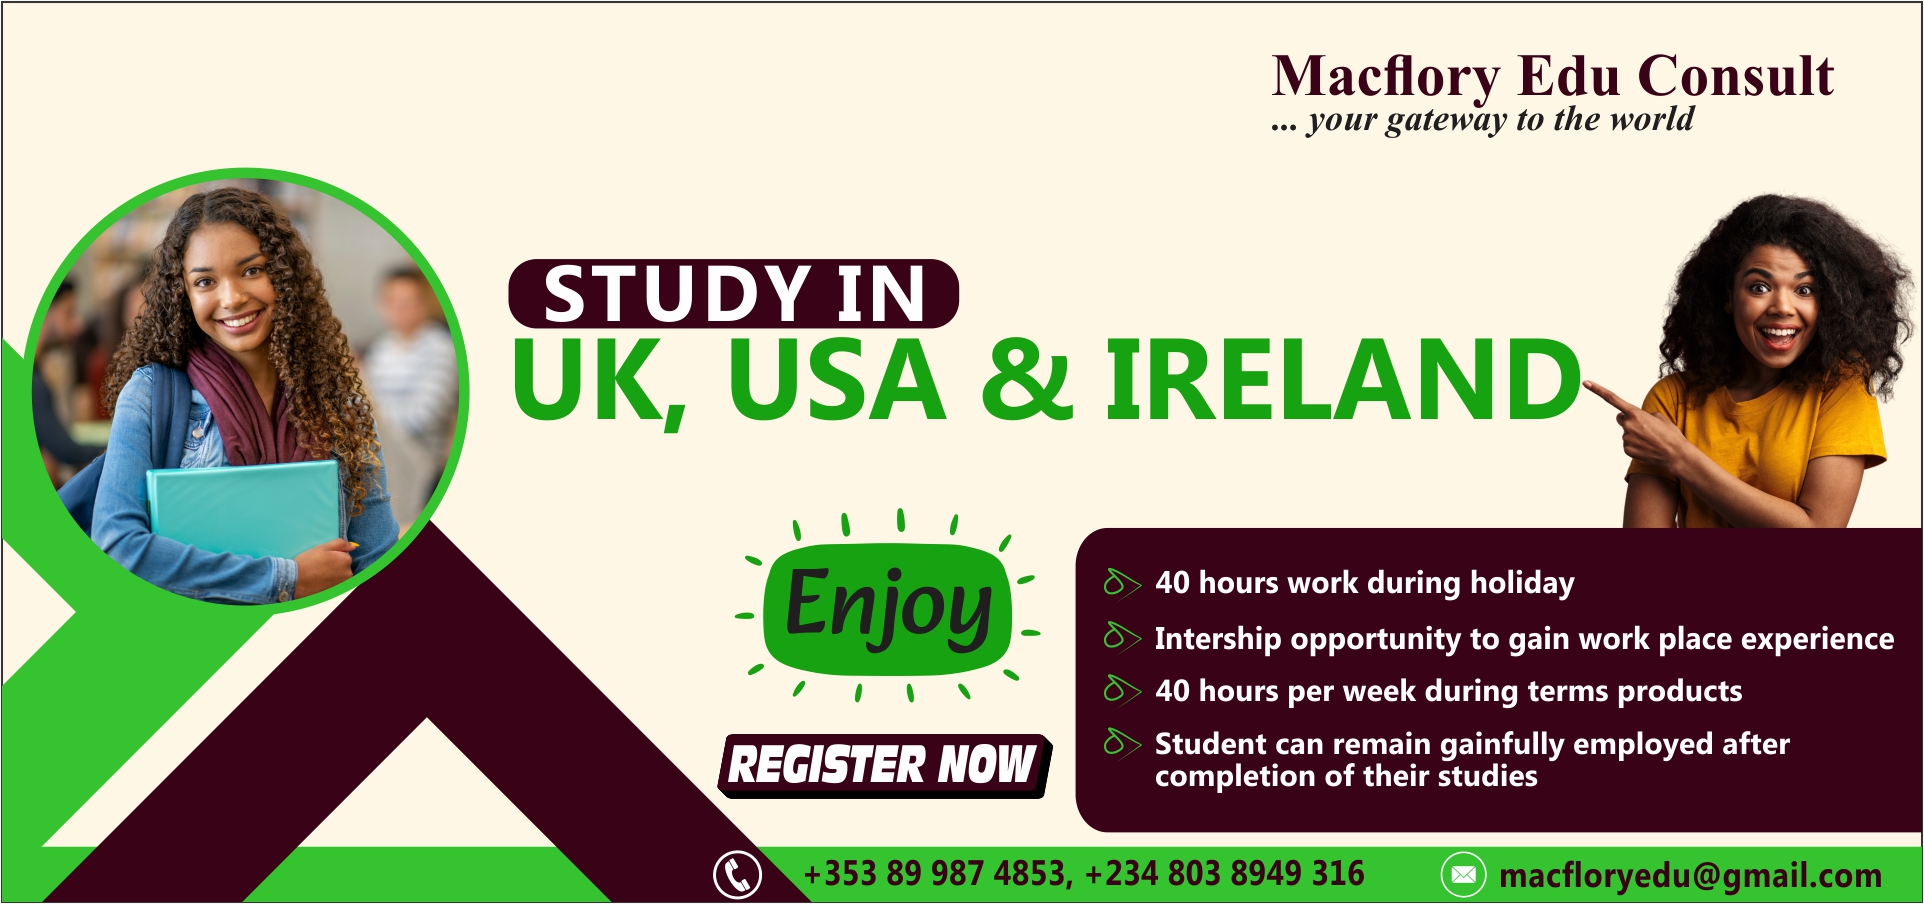 Macflory Edu Consult
... your gateway to the world
STUDY IN
UK, USA & IRELAND
Enjoy
REGISTER NOW
40 hours work during holiday
Intership opportunity to gain work place experience
40 hours per week during terms products
Student can remain gainfully employed after
completion of their studies
+353 89 987 4853, +234 803 8949 316
macfloryedu@gmail.com